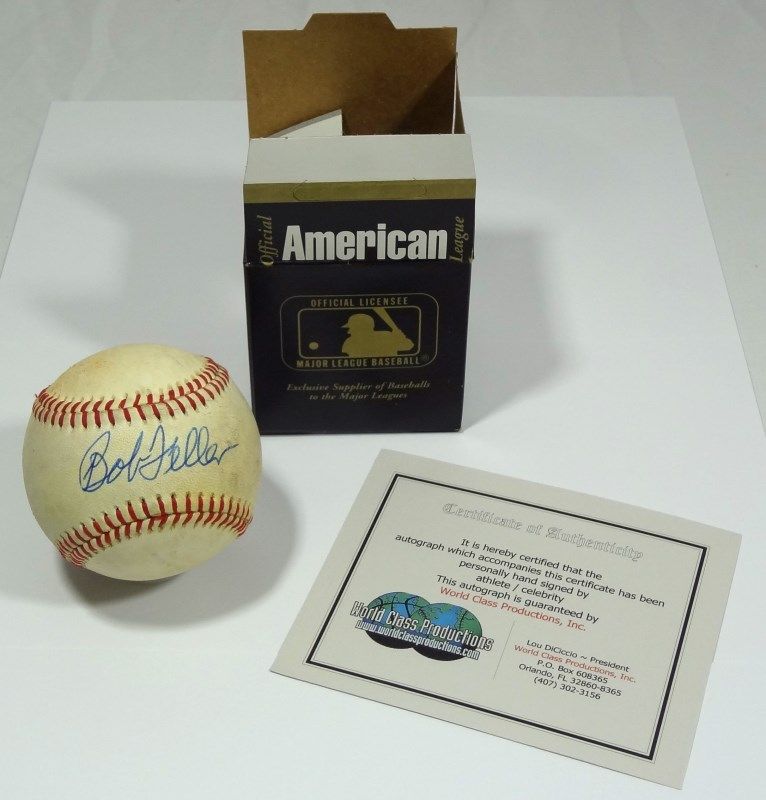 Official
American
League
OFFICIAL LICENSEE
MAJOR LEAGUE BASEBALL®
Exclusive Supplier of Baseballs
to the Major Leagues
Bob Feller
Certificate of Authenticity
It is hereby certified that the
autograph which accompanies this certificate has been
personally hand signed by
athlete / celebrity
This autograph is guaranteed by
World Class Productions, Inc.
World Class Productions
www.worldclassproductions.com
Lou DiCiccio ~ President
World Class Productions, Inc.
P.O. Box 608365
Orlando, FL 32860-8365
(407) 302-3156